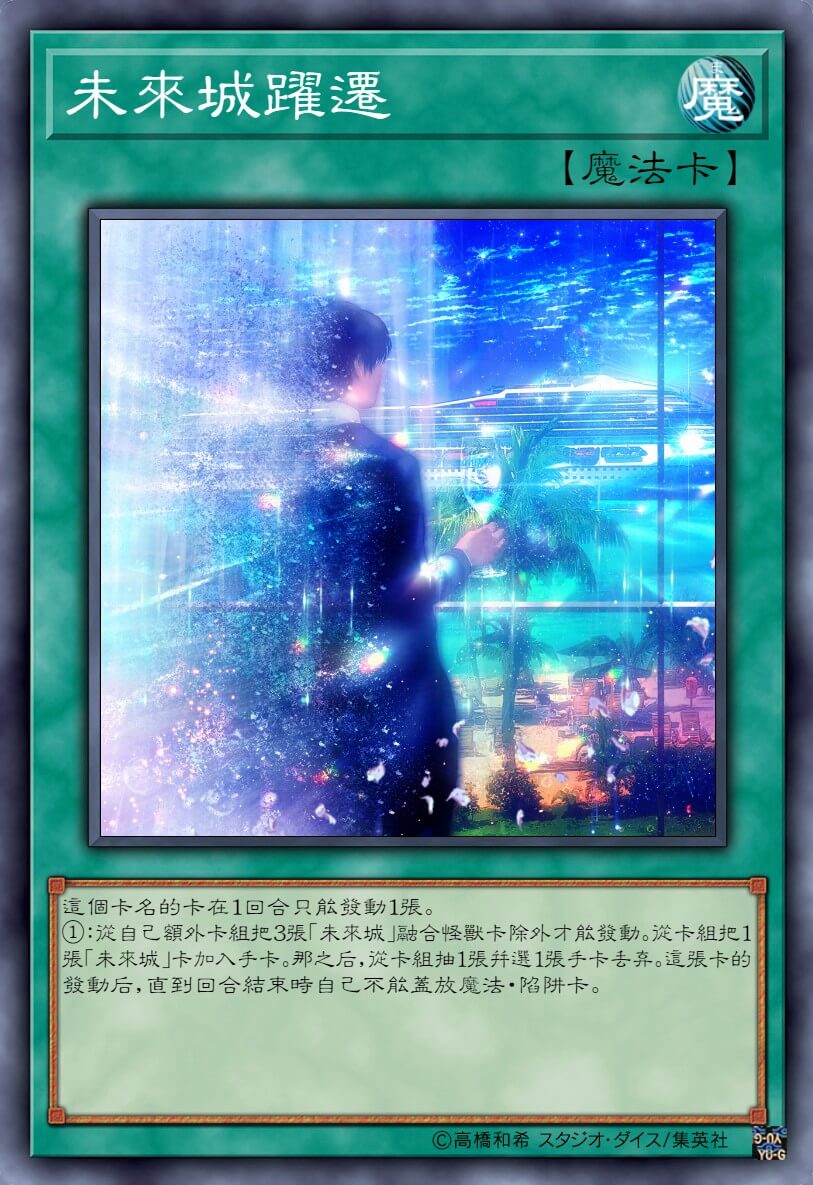 未來城躍遷
ま
魔
【魔法卡】
這個卡名的卡在1回合只能發動1張。
①:從自己額外卡組把3張「未來城」融合怪獸卡除外才能發動。從卡組把1
張「未來城」卡加入手卡。那之后,從卡組抽1張幷選1張手卡丢弃。這張卡的
發動后,直到回合結束時自己不能蓋放魔法・陷阱卡。
©高橋和希 スタジオ・ダイス/集英社
YU-G
YU-G